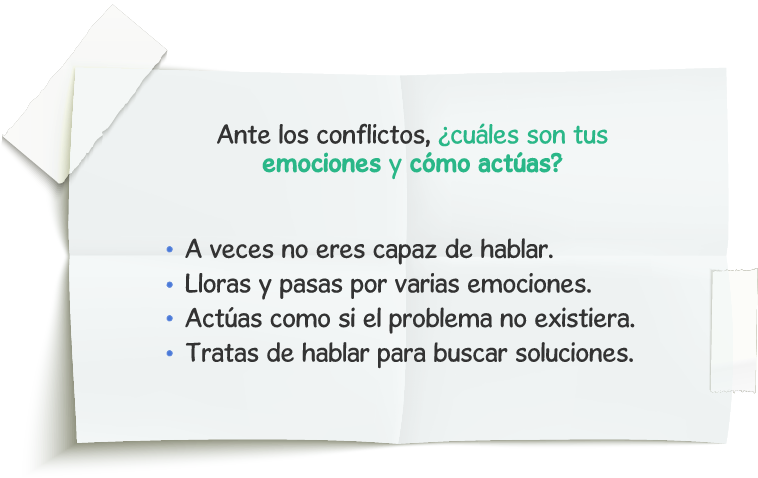 Ante los conflictos, ¿cuáles son tus
emociones y cómo actúas?
• A veces no eres capaz de hablar.
• Lloras y pasas por varias emociones.
• Actúas como si el problema no existiera.
• Tratas de hablar para buscar soluciones.